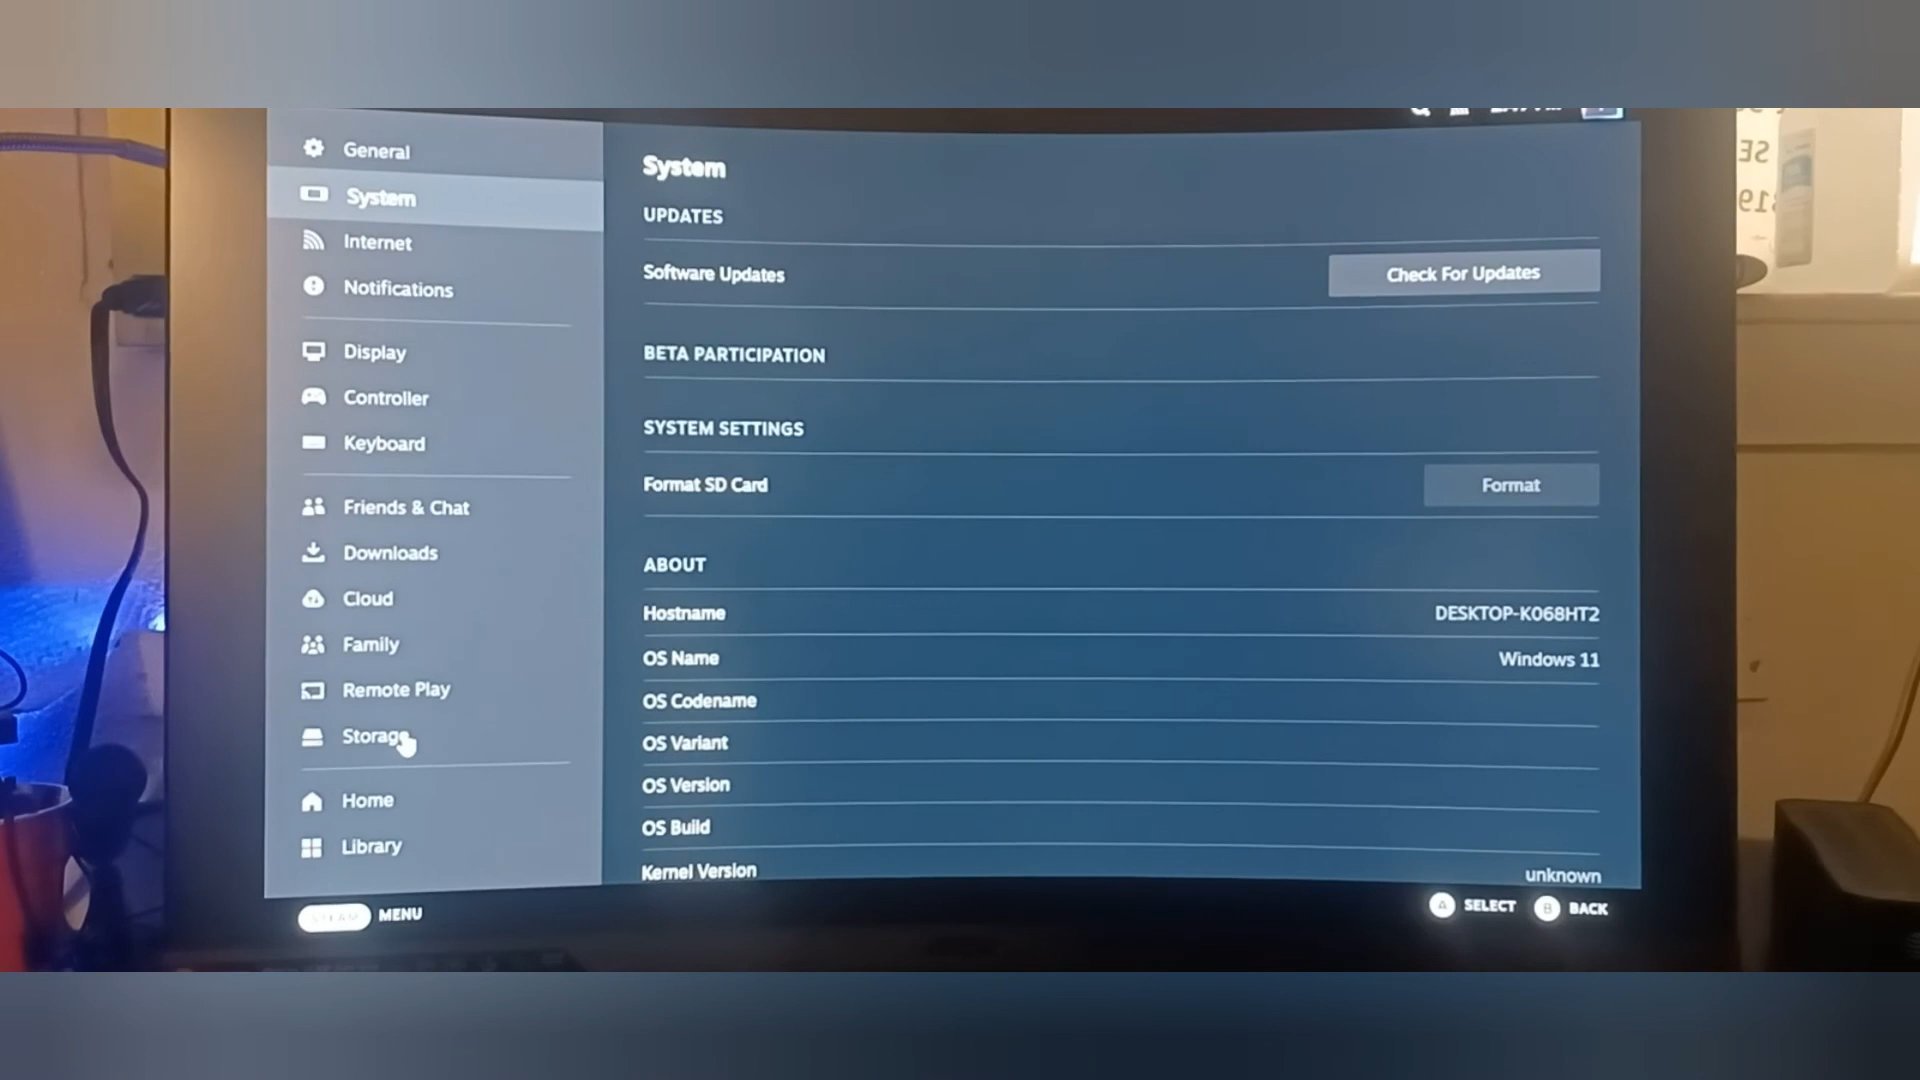 General
System
Internet
Notifications
Display
Controller
Keyboard
Friends & Chat
Downloads
Cloud
Family
Remote Play
Storage
Home
Library
System
UPDATES
Software Updates Check For Updates
BETA PARTICIPATION
SYSTEM SETTINGS
Format SD Card Format
ABOUT
Hostname DESKTOP-K068HT2
OS Name Windows 11
OS Codename
OS Variant
OS Version
OS Build
Kernel Version unknown
STEAM MENU
A SELECT B BACK
SE